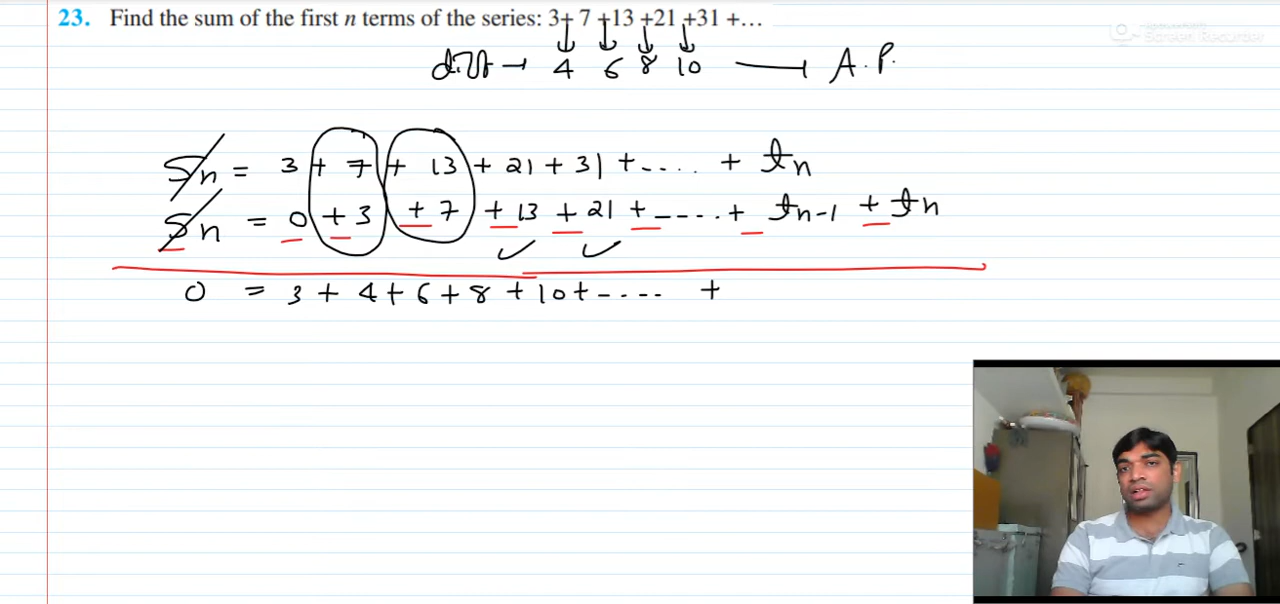 23. Find the sum of the first n terms of the series: 3+ 7 +13 +21 +31 +…
diff → 4 6 8 10 → A.P.
Sn = 3 + 7 + 13 + 21 + 31 + .... + tn
Sn = 0 + 3 + 7 + 13 + 21 + ---- + tn-1 + tn
0 = 3 + 4 + 6 + 8 + 10 + - .... +